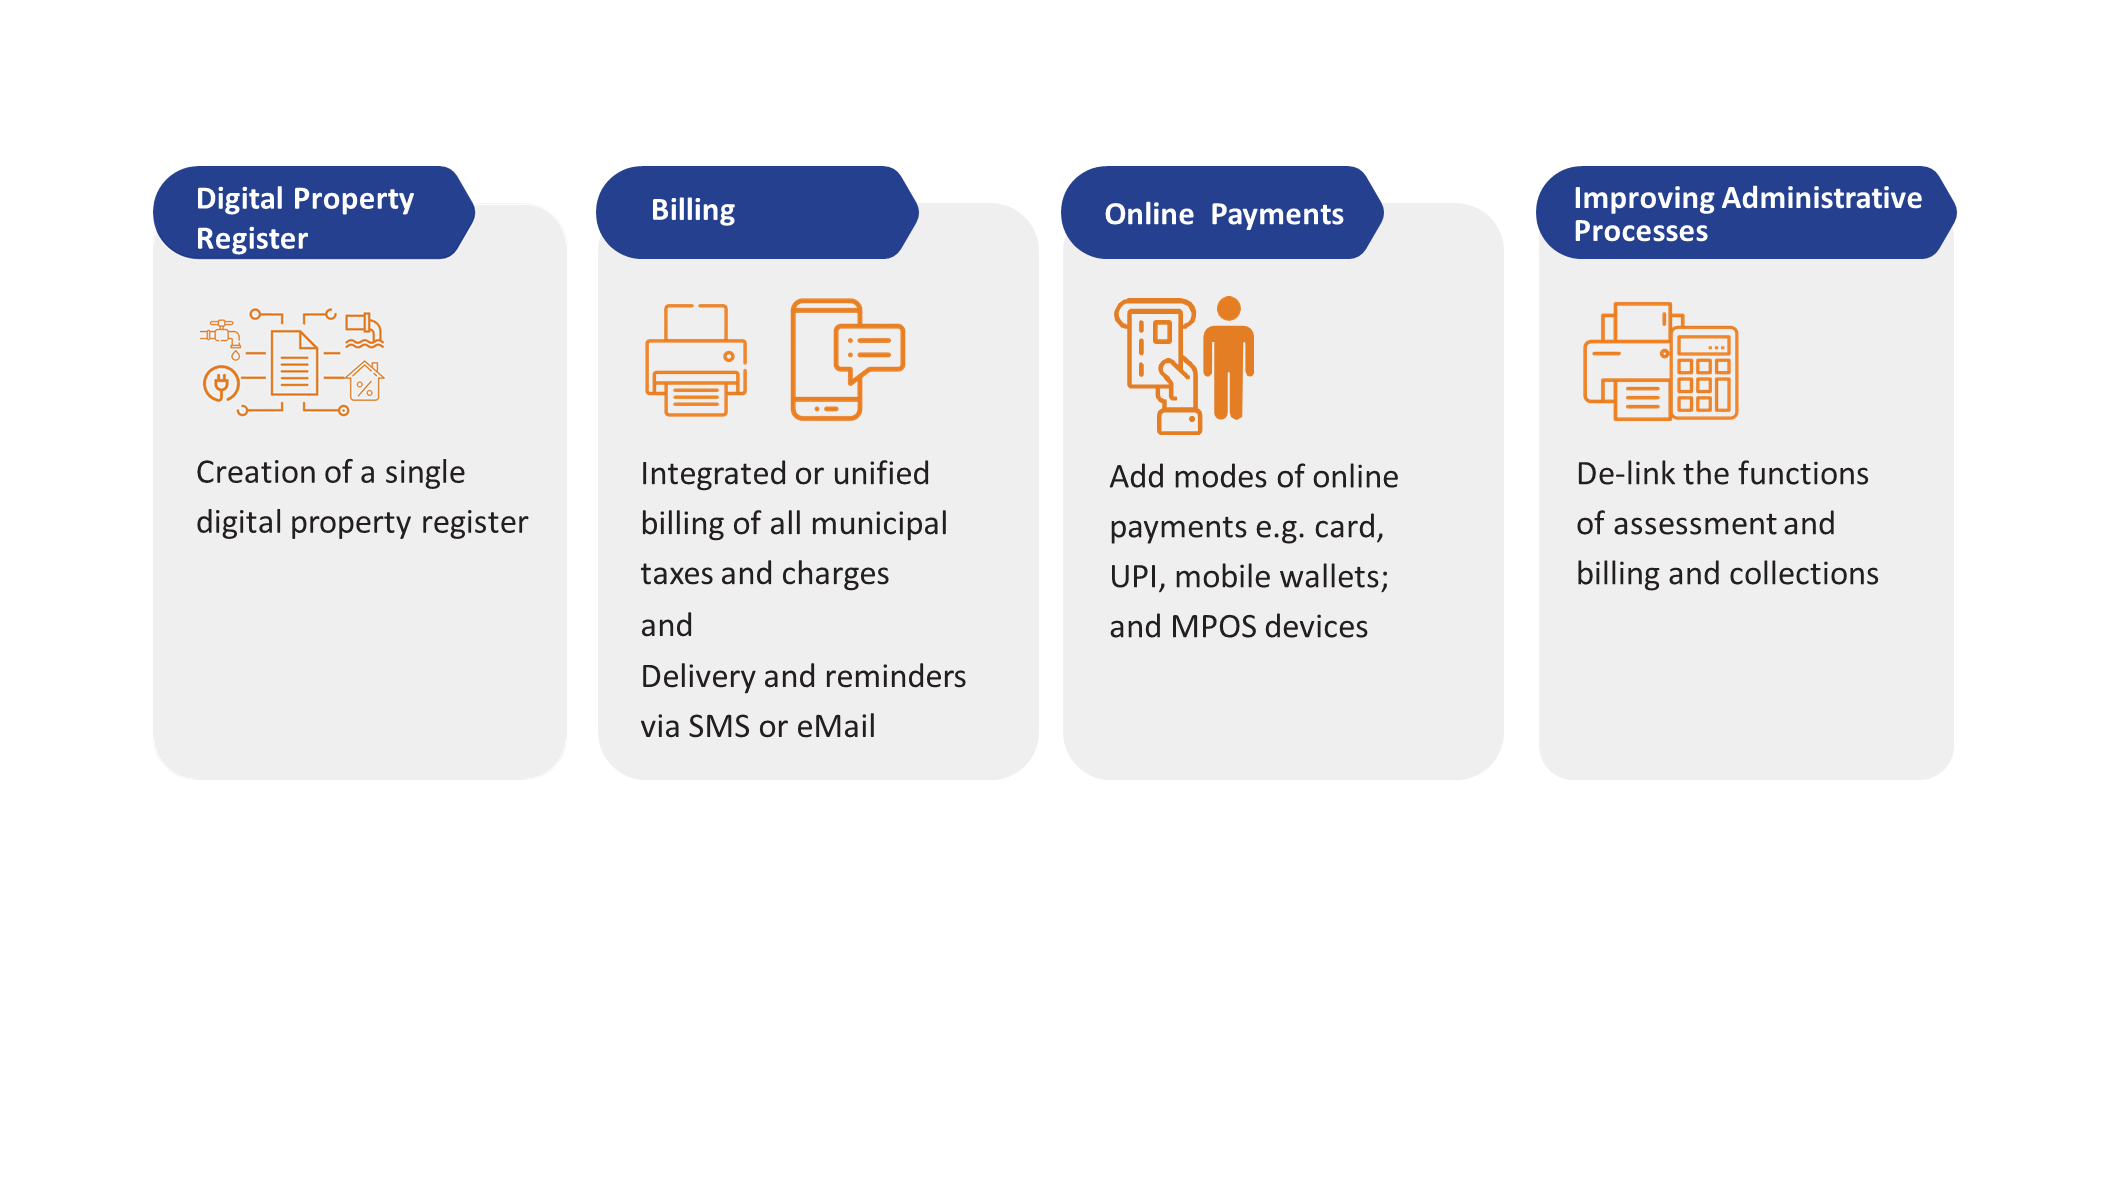 Digital Property
Register
Creation of a single
digital property register
Billing
Integrated or unified
billing of all municipal
taxes and charges
and
Delivery and reminders
via SMS or eMail
Online Payments
Add modes of online
payments e.g. card,
UPI, mobile wallets;
and MPOS devices
Improving Administrative
Processes
De-link the functions
of assessment and
billing and collections